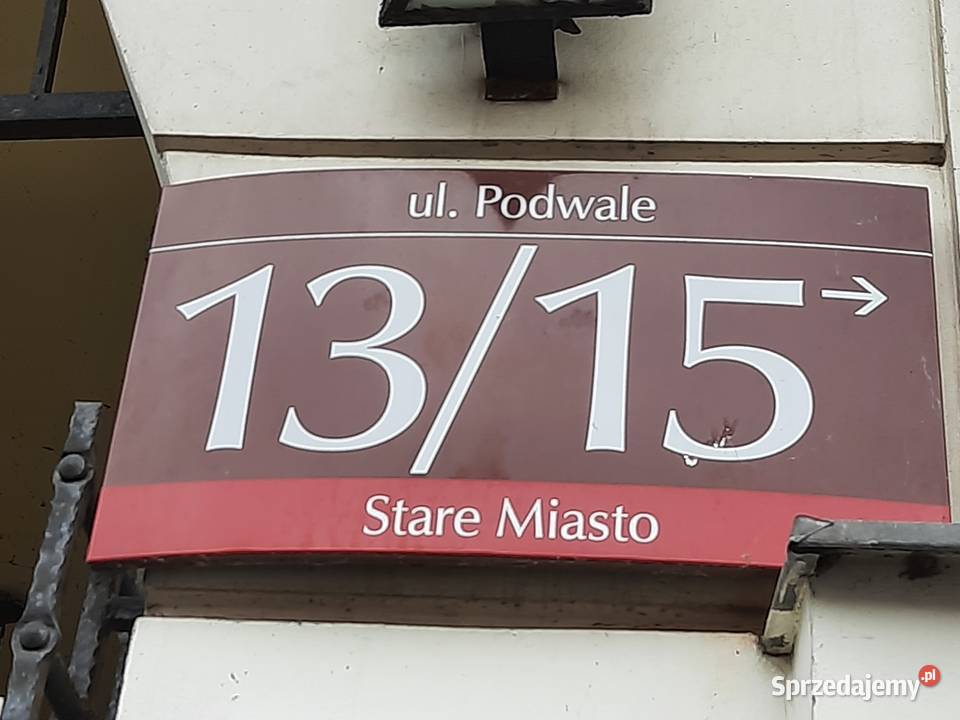 ul. Podwale
13/15 →
Stare Miasto
Sprzedajemy.pl